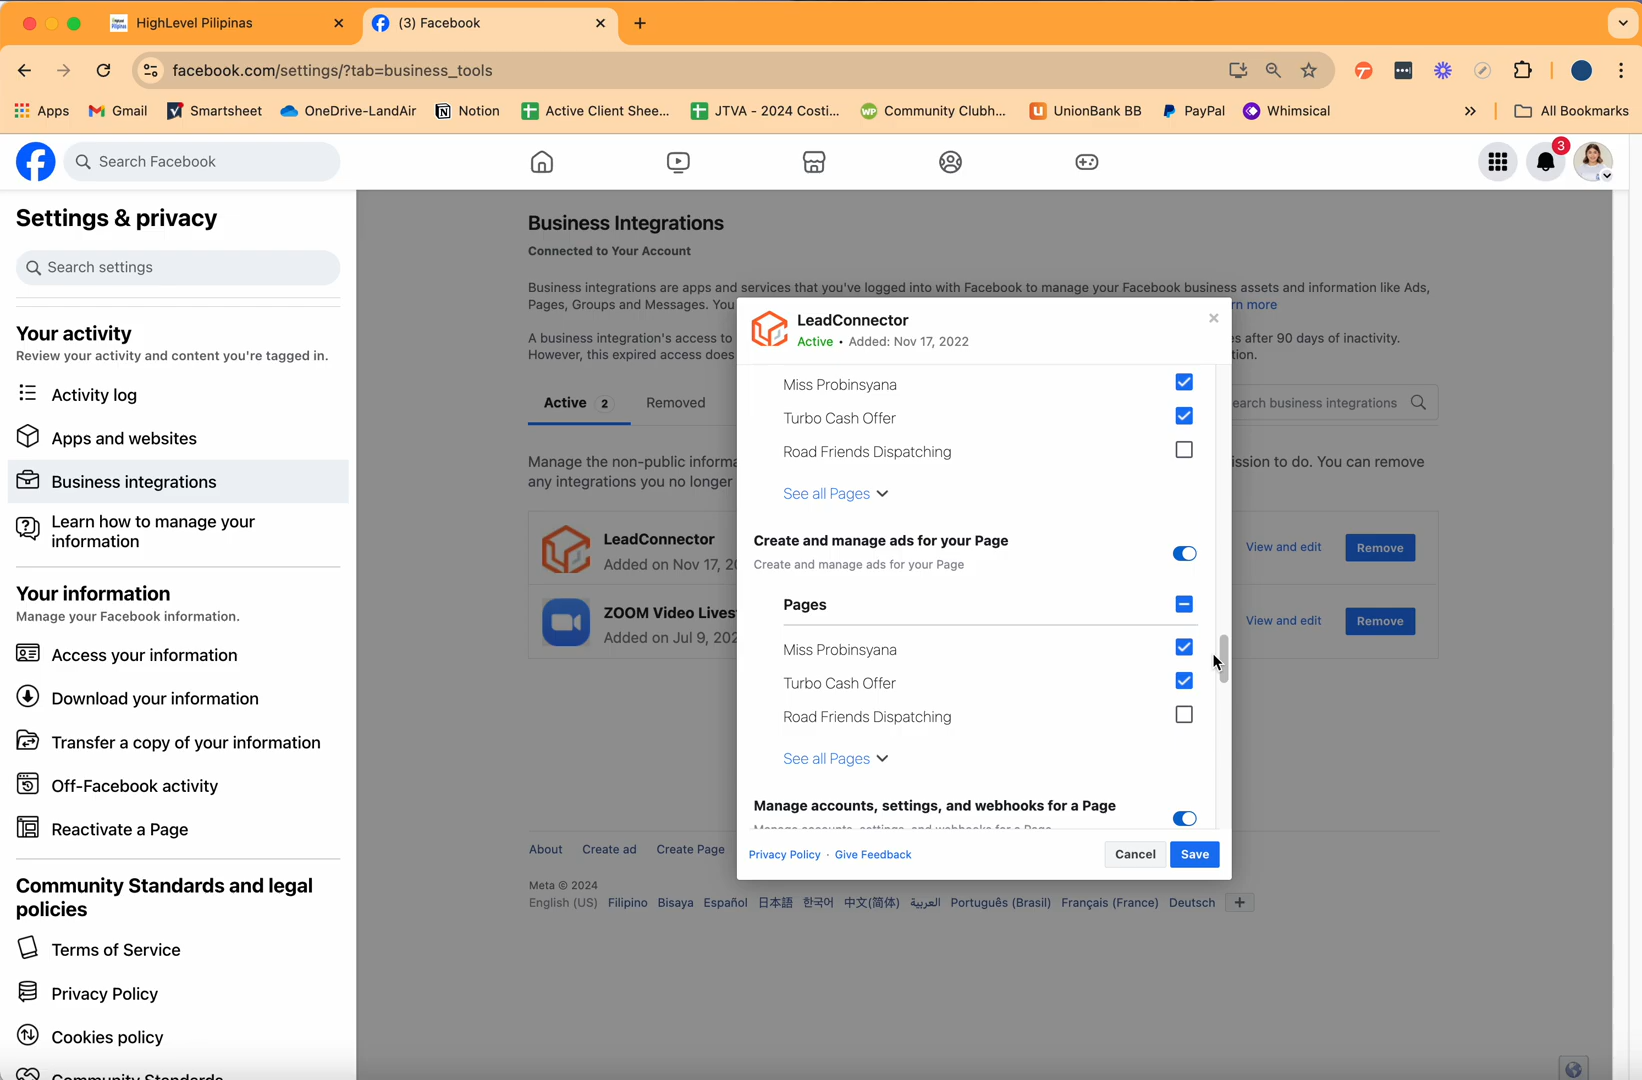 HighLevel Pilipinas
(3) Facebook
facebook.com/settings/?tab=business_tools
Apps
Gmail
Smartsheet
OneDrive-LandAir
Notion
Active Client Shee...
JTVA - 2024 Costi...
Community Clubh...
UnionBank BB
PayPal
Whimsical
»
All Bookmarks
Search Facebook
3
Settings & privacy
Search settings
Your activity
Review your activity and content you're tagged in.
Activity log
Apps and websites
Business integrations
Learn how to manage your
information
Your information
Manage your Facebook information.
Access your information
Download your information
Transfer a copy of your information
Off-Facebook activity
Reactivate a Page
Community Standards and legal
policies
Terms of Service
Privacy Policy
Cookies policy
Community Standards
Business Integrations
Connected to Your Account
Business integrations are apps and services that you've logged into with Facebook to manage your Facebook business assets and information like Ads,
Pages, Groups and Messages. You
rn more
A business integration's access to
s after 90 days of inactivity.
However, this expired access does
tion.
Active 2
Removed
earch business integrations
Manage the non-public informa
ission to do. You can remove
any integrations you no longer
LeadConnector
Added on Nov 17, 20
View and edit
Remove
ZOOM Video Lives
Added on Jul 9, 202
View and edit
Remove
LeadConnector
Active • Added: Nov 17, 2022
Miss Probinsyana
Turbo Cash Offer
Road Friends Dispatching
See all Pages
Create and manage ads for your Page
Create and manage ads for your Page
Pages
Miss Probinsyana
Turbo Cash Offer
Road Friends Dispatching
See all Pages
Manage accounts, settings, and webhooks for a Page
Manage accounts, settings, and webhooks for a Page
Privacy Policy · Give Feedback
Cancel
Save
About
Create ad
Create Page
Meta © 2024
English (US) Filipino Bisaya Español 日本語 한국어 中文(简体) العربية Português (Brasil) Français (France) Deutsch